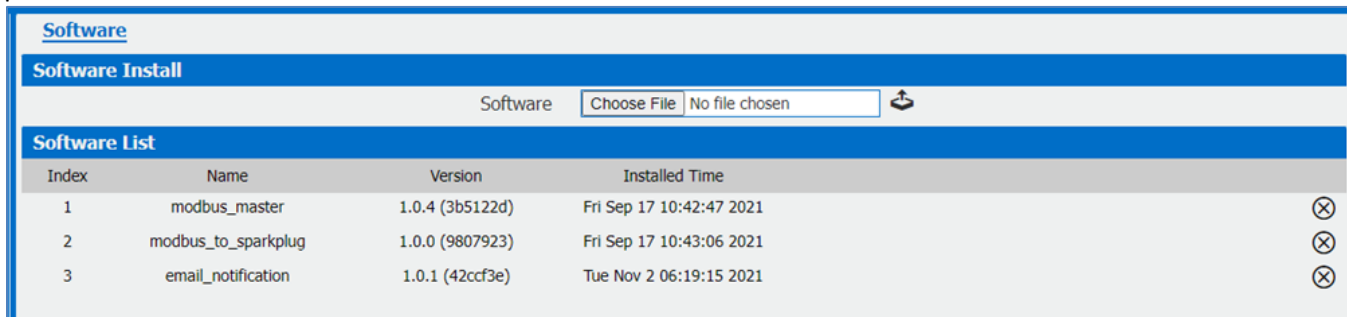 Software
Software Install
Software Choose File No file chosen
Software List
Index Name Version Installed Time
1 modbus_master 1.0.4 (3b5122d) Fri Sep 17 10:42:47 2021
2 modbus_to_sparkplug 1.0.0 (9807923) Fri Sep 17 10:43:06 2021
3 email_notification 1.0.1 (42ccf3e) Tue Nov 2 06:19:15 2021